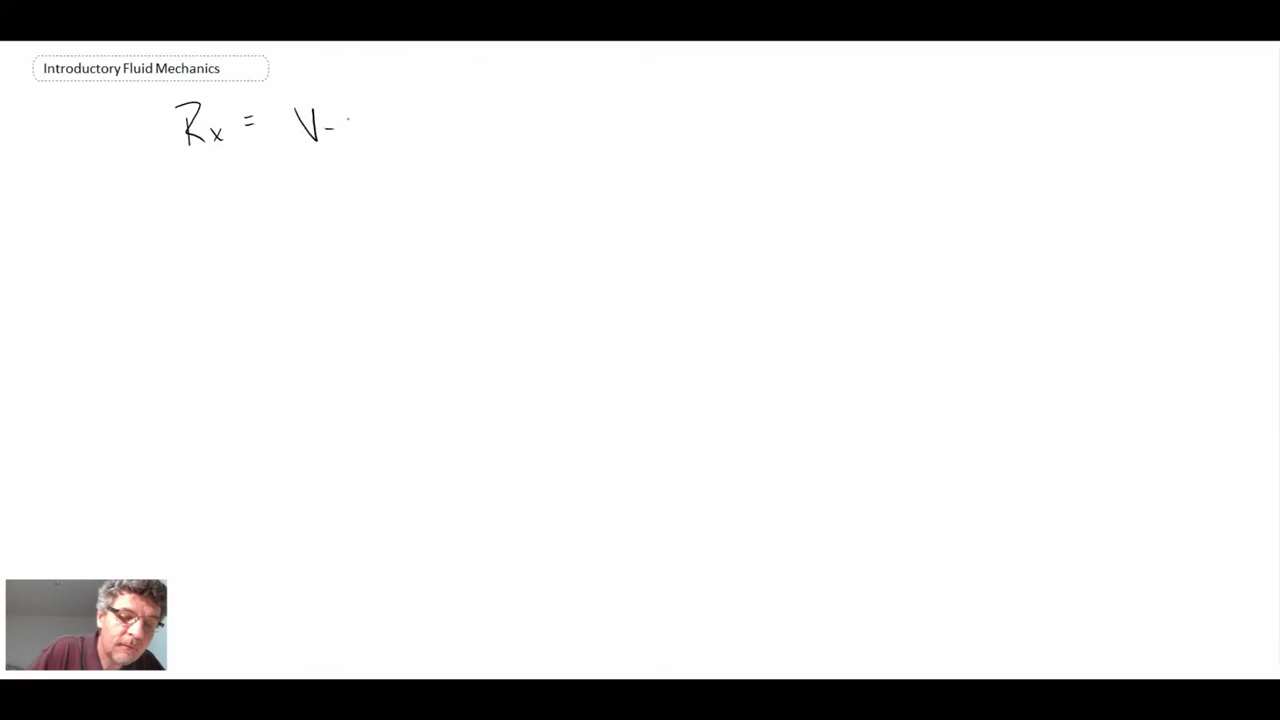 Introductory Fluid Mechanics
Rx = V-